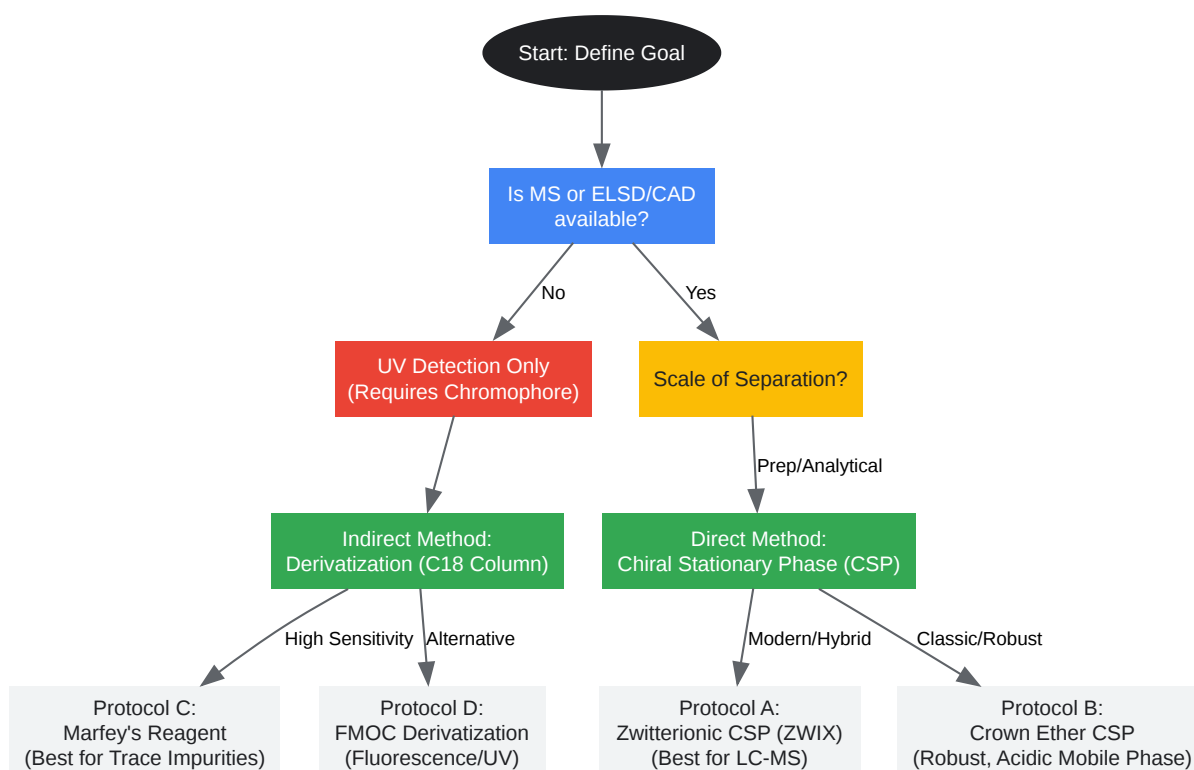 Start: Define Goal
Is MS or ELSD/CAD
available?
No
Yes
UV Detection Only
(Requires Chromophore)
Scale of Separation?
Prep/Analytical
Indirect Method:
Derivatization (C18 Column)
Direct Method:
Chiral Stationary Phase (CSP)
High Sensitivity
Alternative
Modern/Hybrid
Classic/Robust
Protocol C:
Marfey's Reagent
(Best for Trace Impurities)
Protocol D:
FMOC Derivatization
(Fluorescence/UV)
Protocol A:
Zwitterionic CSP (ZWIX)
(Best for LC-MS)
Protocol B:
Crown Ether CSP
(Robust, Acidic Mobile Phase)